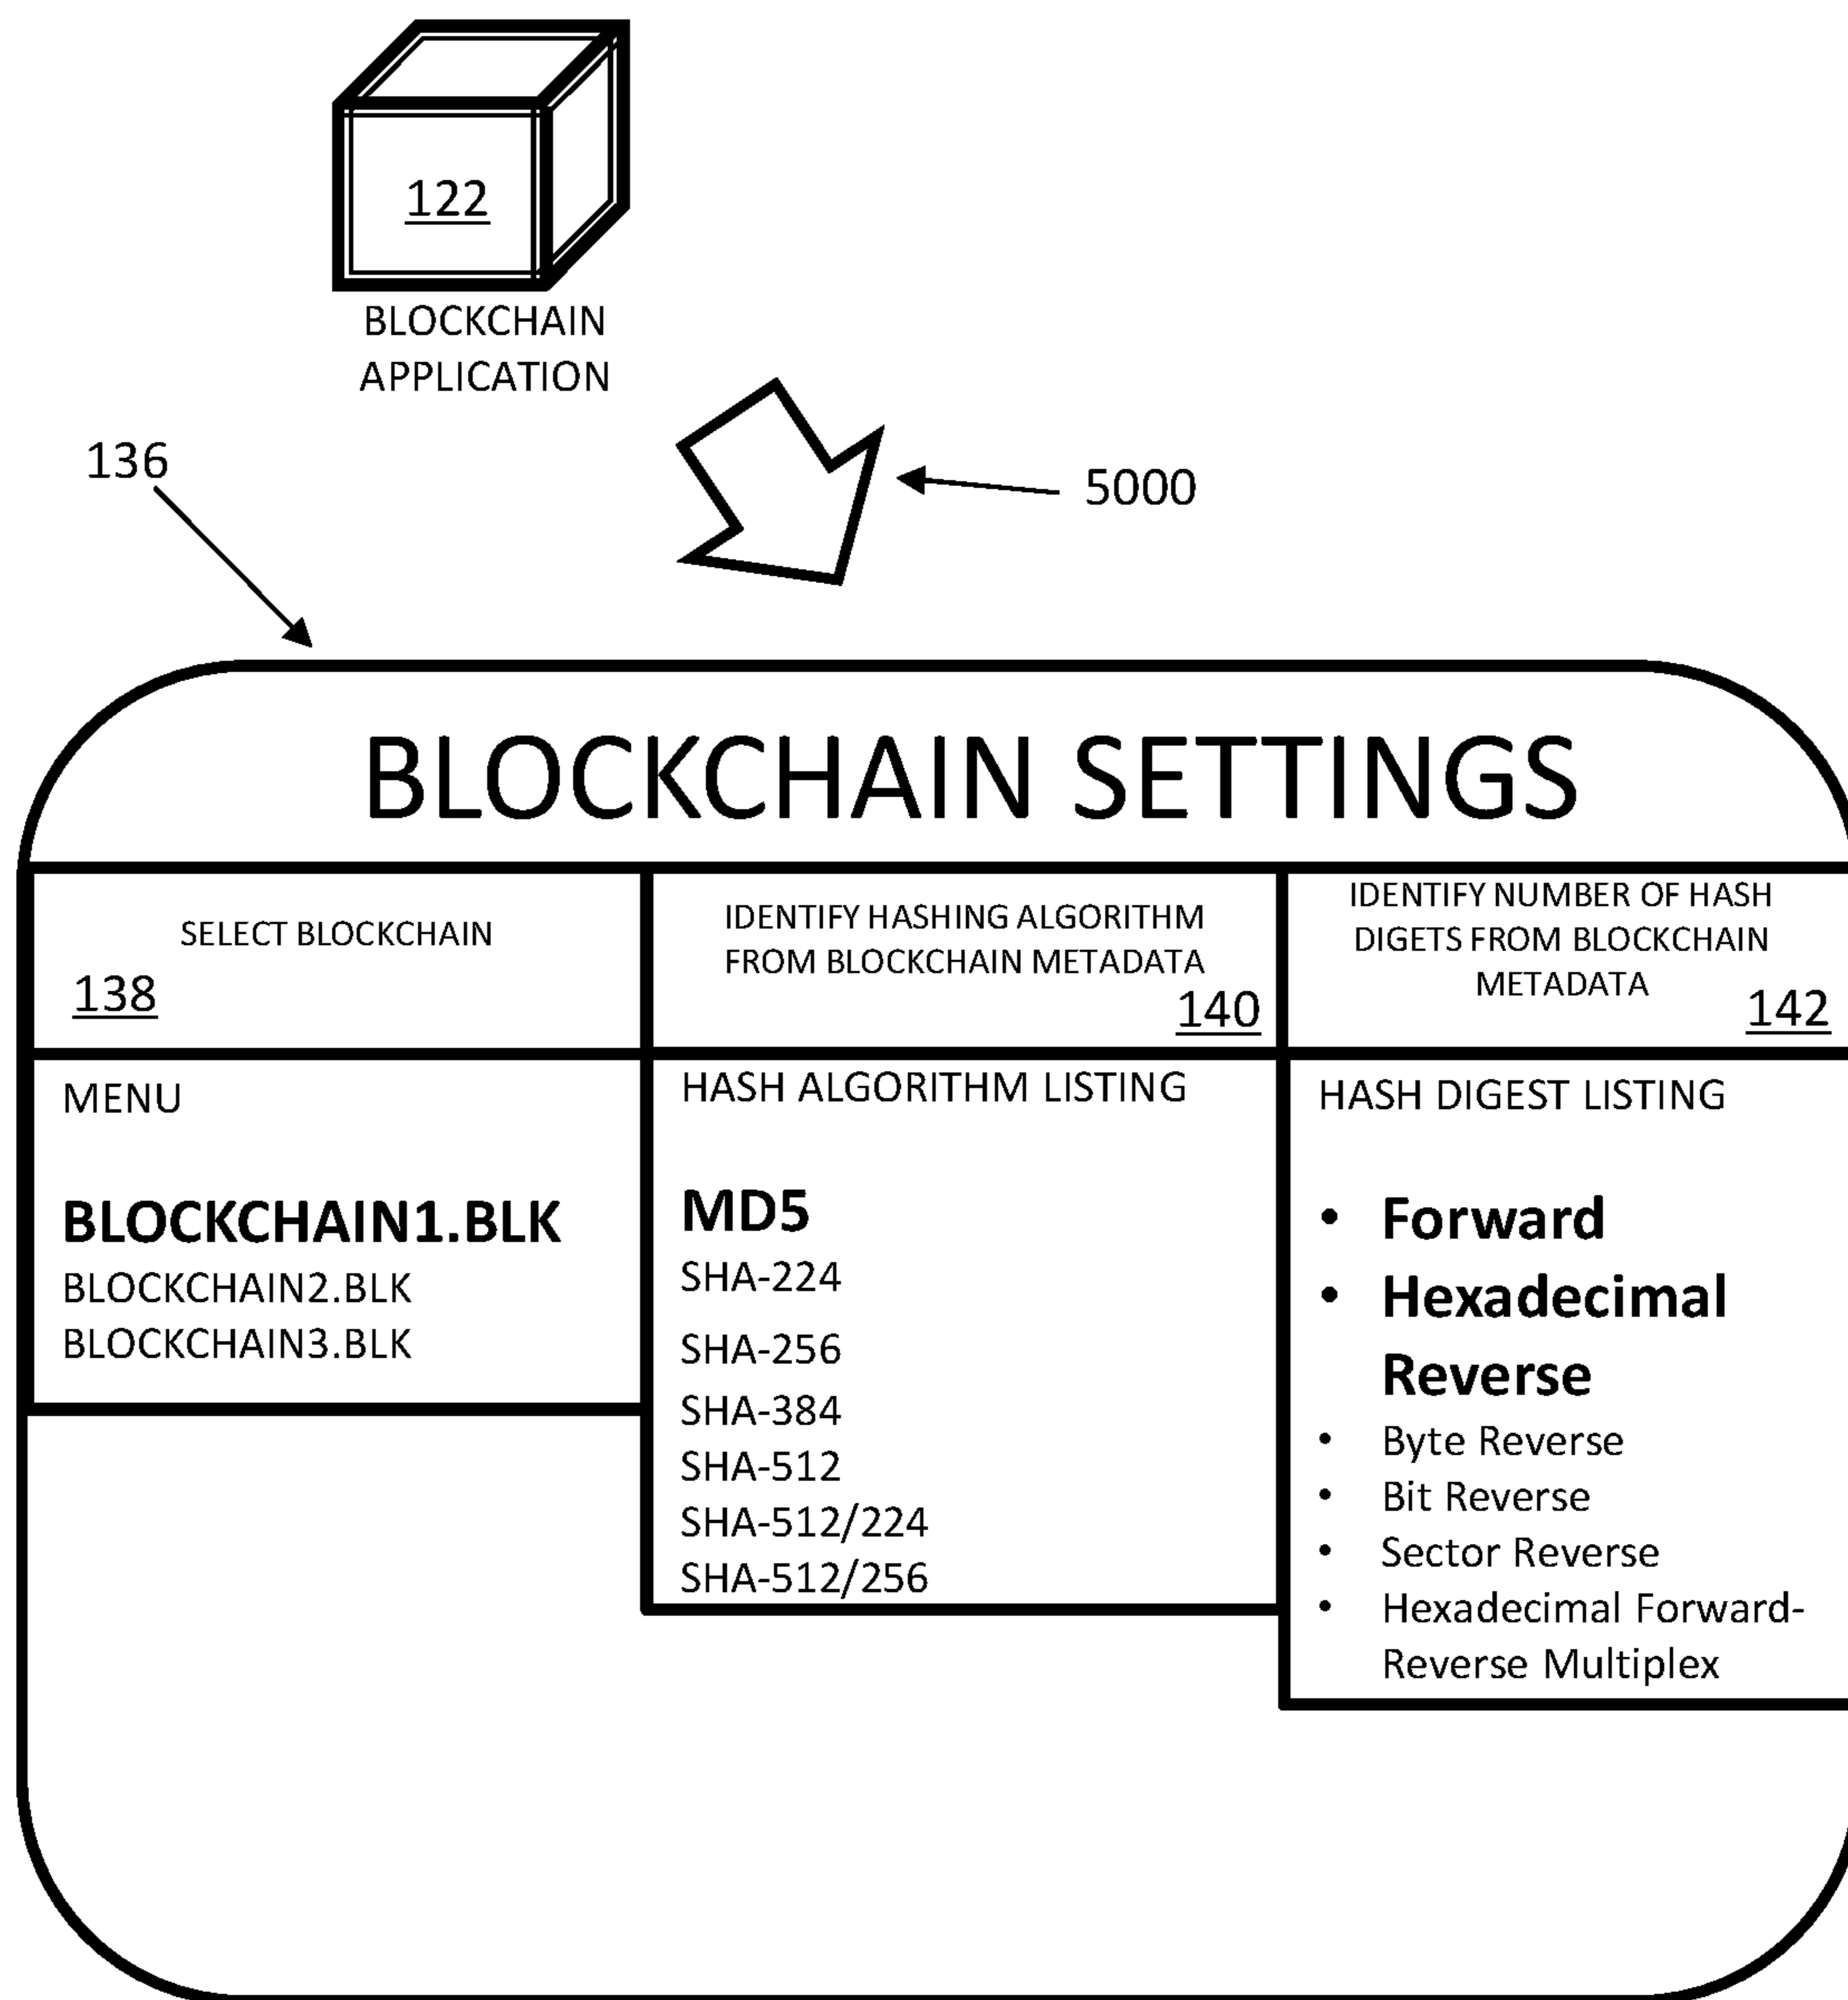 122
BLOCKCHAIN
APPLICATION
136
5000
BLOCKCHAIN SETTINGS
SELECT BLOCKCHAIN
138
IDENTIFY HASHING ALGORITHM
FROM BLOCKCHAIN METADATA
140
IDENTIFY NUMBER OF HASH
DIGETS FROM BLOCKCHAIN
METADATA
142
MENU
BLOCKCHAIN1.BLK
BLOCKCHAIN2.BLK
BLOCKCHAIN3.BLK
HASH ALGORITHM LISTING
MD5
SHA-224
SHA-256
SHA-384
SHA-512
SHA-512/224
SHA-512/256
HASH DIGEST LISTING
• Forward
• Hexadecimal
Reverse
• Byte Reverse
• Bit Reverse
• Sector Reverse
• Hexadecimal Forward-
Reverse Multiplex